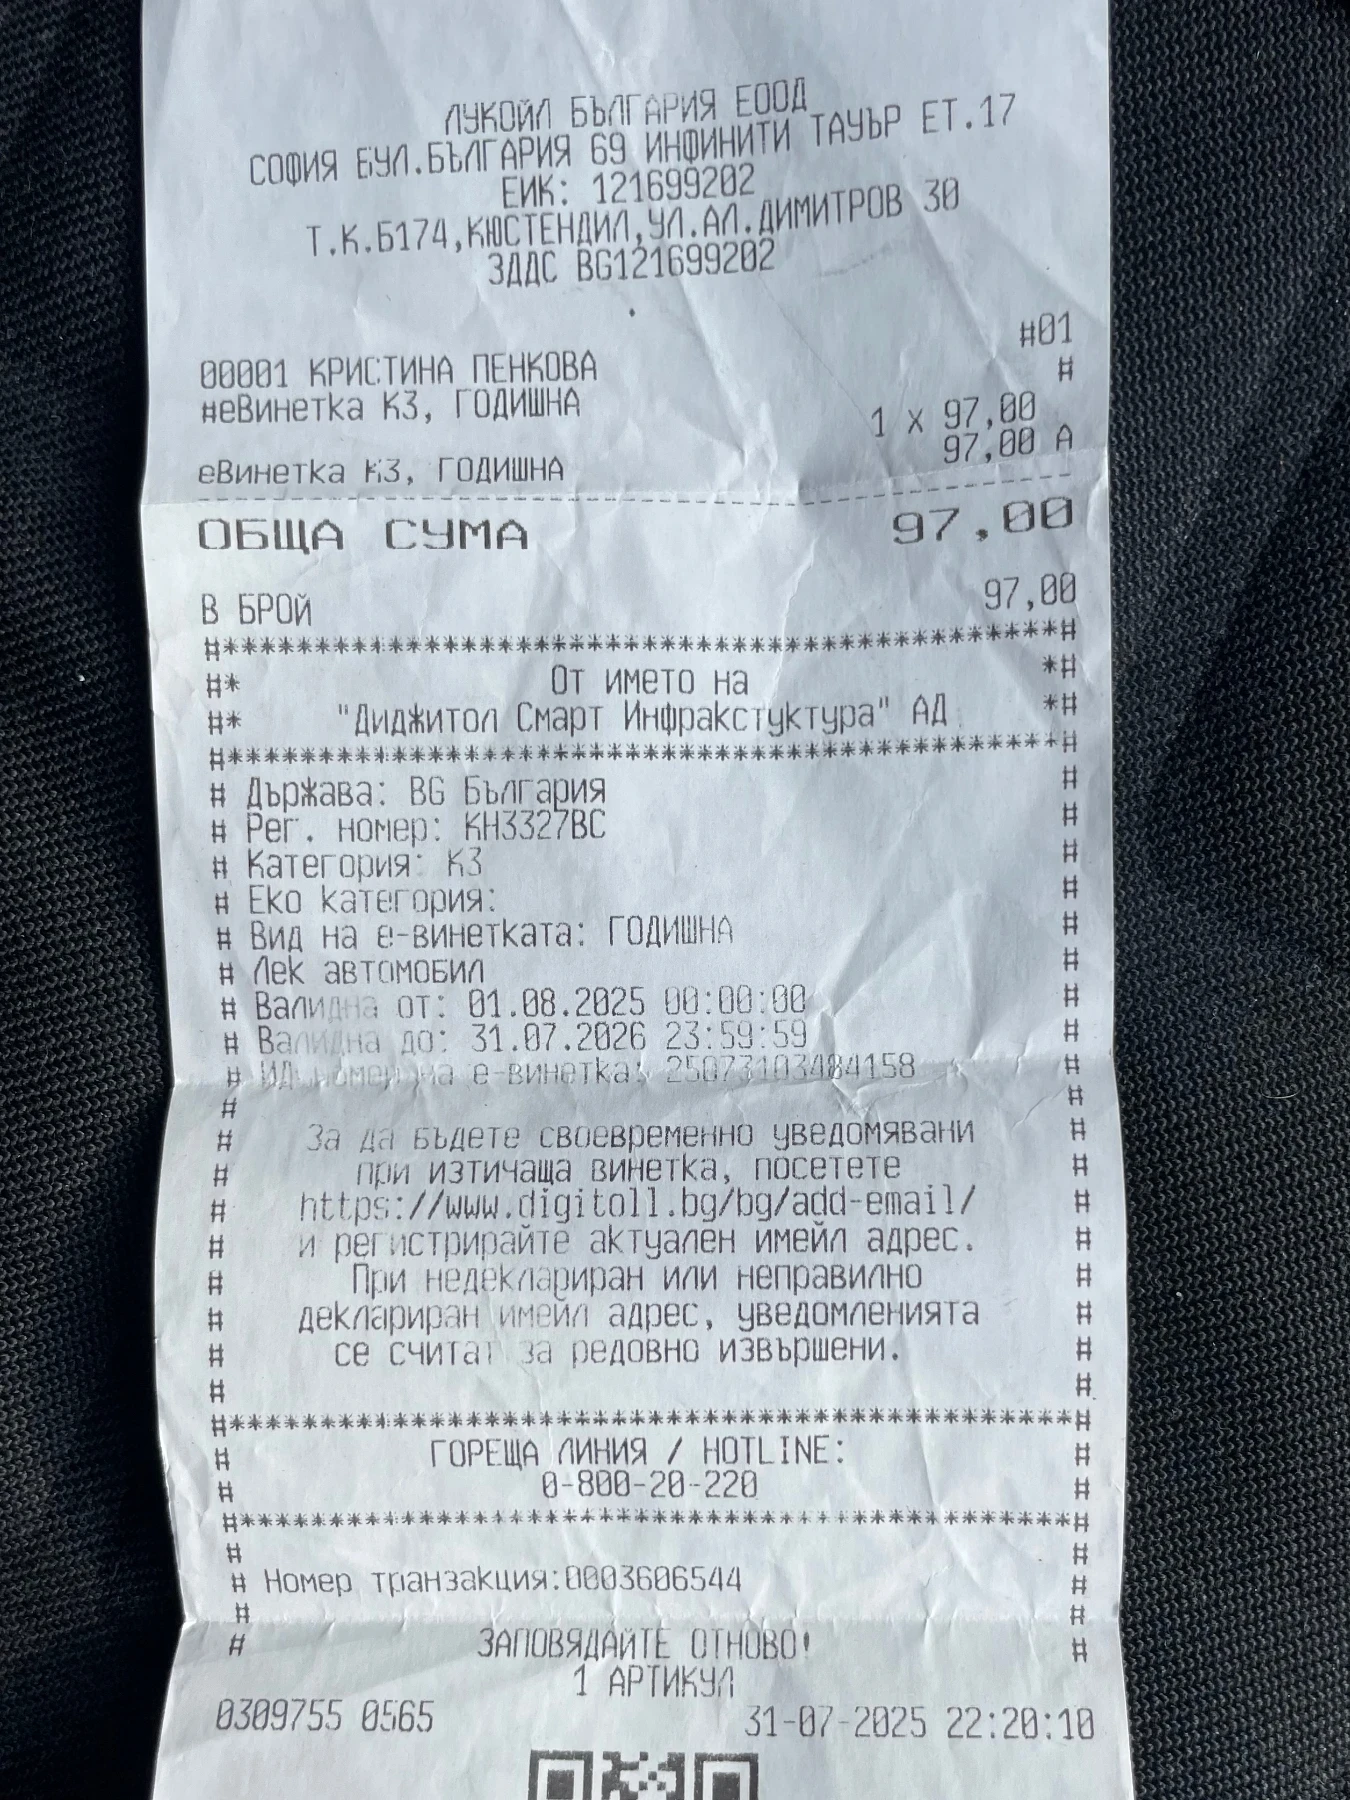 ЛУКОЙЛ БЪЛГАРИЯ ЕООД
СОФИЯ БУЛ.БЪЛГАРИЯ 69 ИНФИНИТИ ТАУЪР ЕТ.17
ЕИК: 121699202
Т.К.Б174,КЮСТЕНДИЛ,УЛ.АЛ.ДИМИТРОВ 30
ЗДДС BG121699202
00001 КРИСТИНА ПЕНКОВА #01
#еВинетка К3, ГОДИШНА #
1 x 97,00
еВинетка К3, ГОДИШНА 97,00 А
ОБЩА СУМА 97,00
В БРОЙ 97,00
#***********************************************#
#* От името на *#
#* "Диджитол Смарт Инфракстуктура" АД *#
#***********************************************#
# Държава: BG България #
# Рег. номер: KH3327BC #
# Категория: К3 #
# Еко категория: #
# Вид на е-винетката: ГОДИШНА #
# Лек автомобил #
# Валидна от: 01.08.2025 00:00:00 #
# Валидна до: 31.07.2026 23:59:59 #
# ИД номер на е-винетка: 25073103484158 #
# #
# За да бъдете своевременно уведомявани #
# при изтичаща винетка, посетете #
# https://www.digitoll.bg/bg/add-email/ #
# и регистрирайте актуален имейл адрес. #
# При недеклариран или неправилно #
# деклариран имейл адрес, уведомленията #
# се считат за редовно извършени. #
# #
#***********************************************#
# ГОРЕЩА ЛИНИЯ / HOTLINE: #
# 0-800-20-220 #
#***********************************************#
# #
# Номер транзакция:0003606544 #
# #
# ЗАПОВЯДАЙТЕ ОТНОВО! #
1 АРТИКУЛ
0309755 0565 31-07-2025 22:20:10